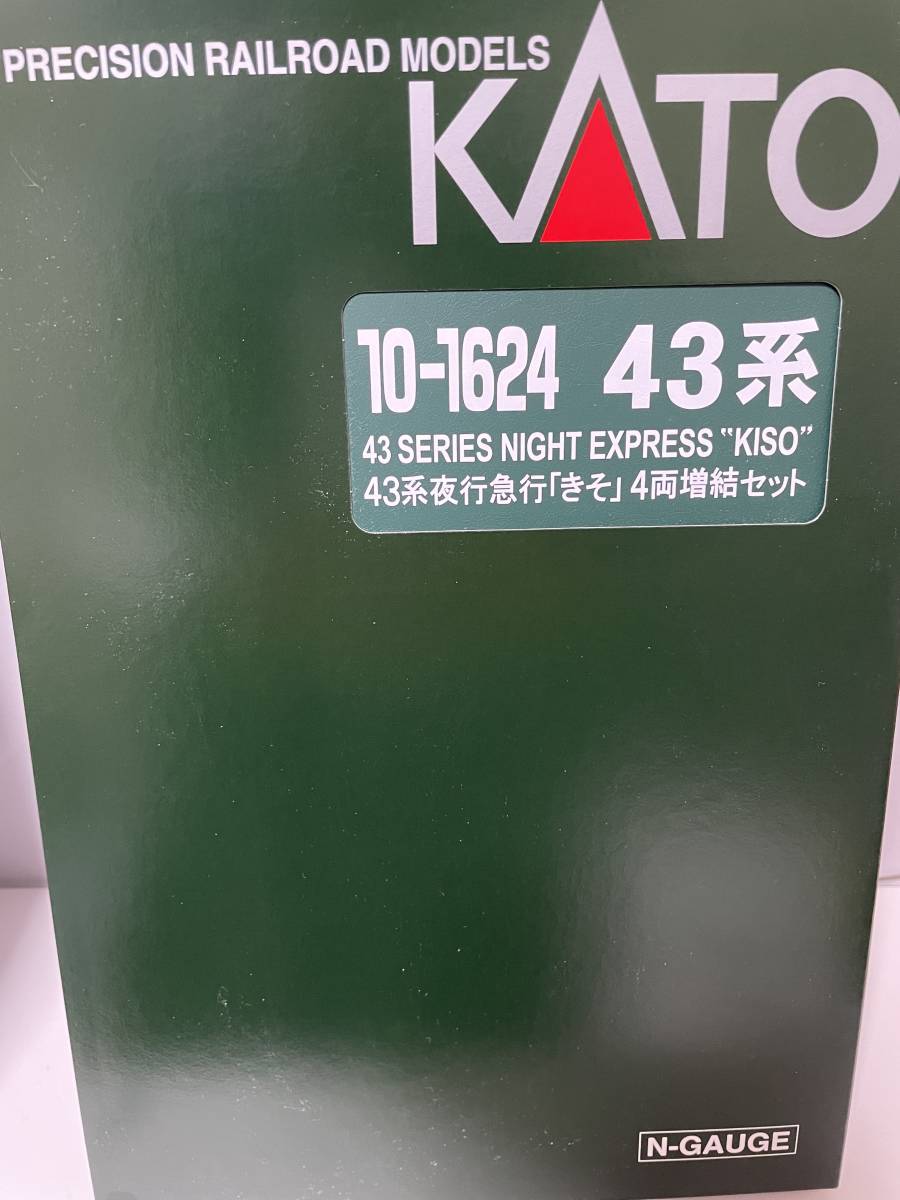 PRECISION RAILROAD MODELS
KATO
10-1624 43系
43 SERIES NIGHT EXPRESS "KISO"
43系夜行急行「きそ」4両増結セット
N-GAUGE